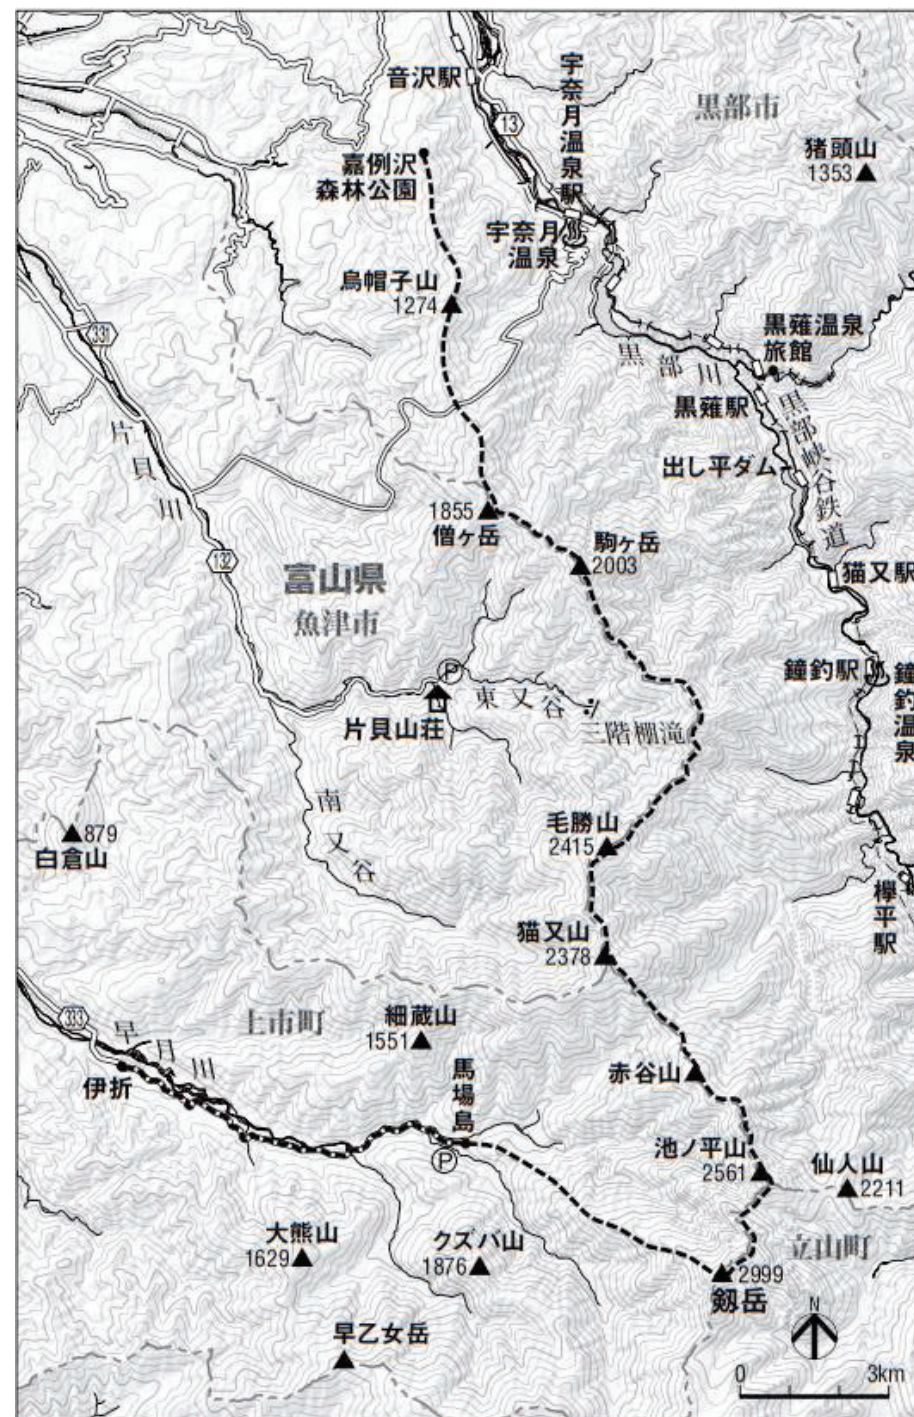 音沢駅
宇奈月温泉駅
13
黒部市
猪頭山
1353
嘉例沢
森林公園
宇奈月
温泉
烏帽子山
1274
331
黒部川
黒薙温泉
旅館
黒薙駅
黒部峡谷鉄道
片貝川
出し平ダム
1855
僧ヶ岳
駒ヶ岳
2003
132
富山県
魚津市
猫又駅
鐘釣駅
鐘釣温泉
P
東又谷
片貝山荘
三階棚滝
南又谷
毛勝山
2415
879
白倉山
欅平駅
猫又山
2378
333
早月川
上市町
細蔵山
1551
伊折
馬場島
赤谷山
P
池ノ平山
2561
仙人山
2211
大熊山
1629
クズバ山
1876
立山町
2999
剱岳
早乙女岳
N
0
3km